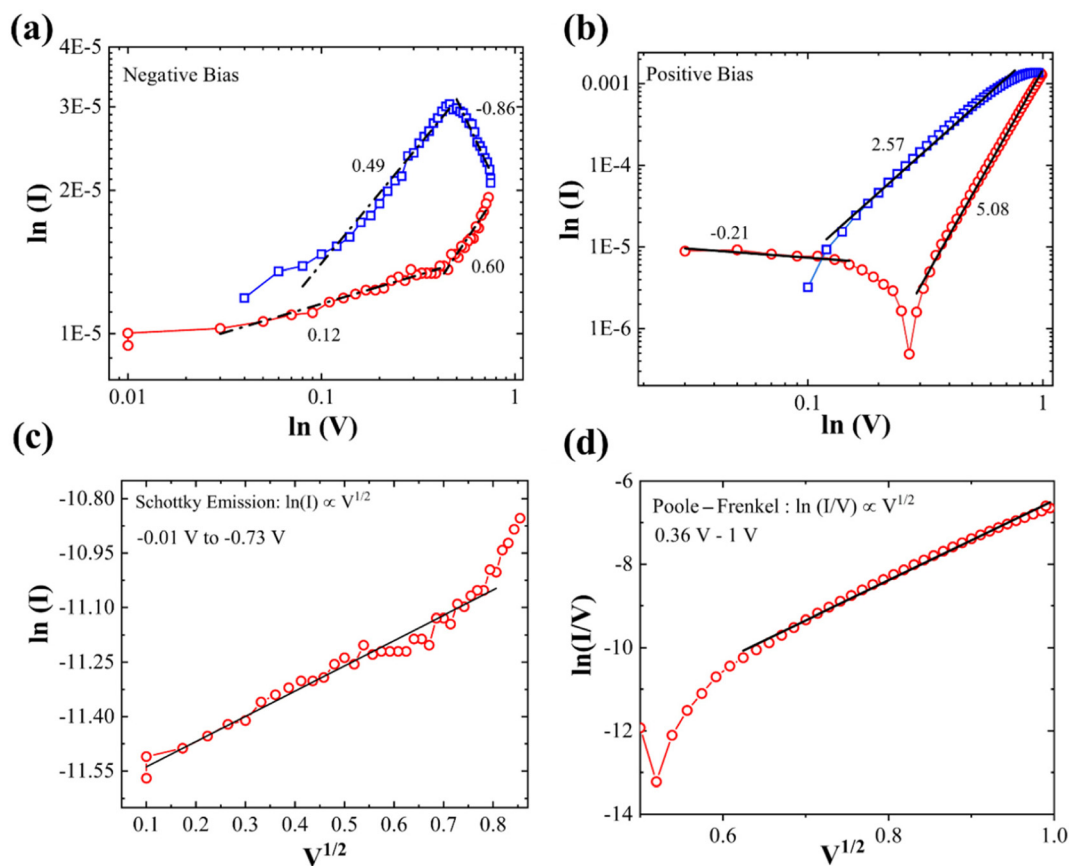 (a)
Negative Bias
4E-5
3E-5
2E-5
1E-5
ln (I)
0.49
-0.86
0.60
0.12
0.01
0.1
1
ln (V)
(b)
Positive Bias
0.001
1E-4
1E-5
1E-6
ln (I)
2.57
5.08
-0.21
0.1
1
ln (V)
(c)
Schottky Emission: ln(I) ∝ V^1/2
-0.01 V to -0.73 V
-10.80
-10.95
-11.10
-11.25
-11.40
-11.55
ln (I)
0.1 0.2 0.3 0.4 0.5 0.6 0.7 0.8
V^1/2
(d)
Poole – Frenkel : ln (I/V) ∝ V^1/2
0.36 V - 1 V
-6
-8
-10
-12
-14
ln(I/V)
0.6 0.8 1.0
V^1/2